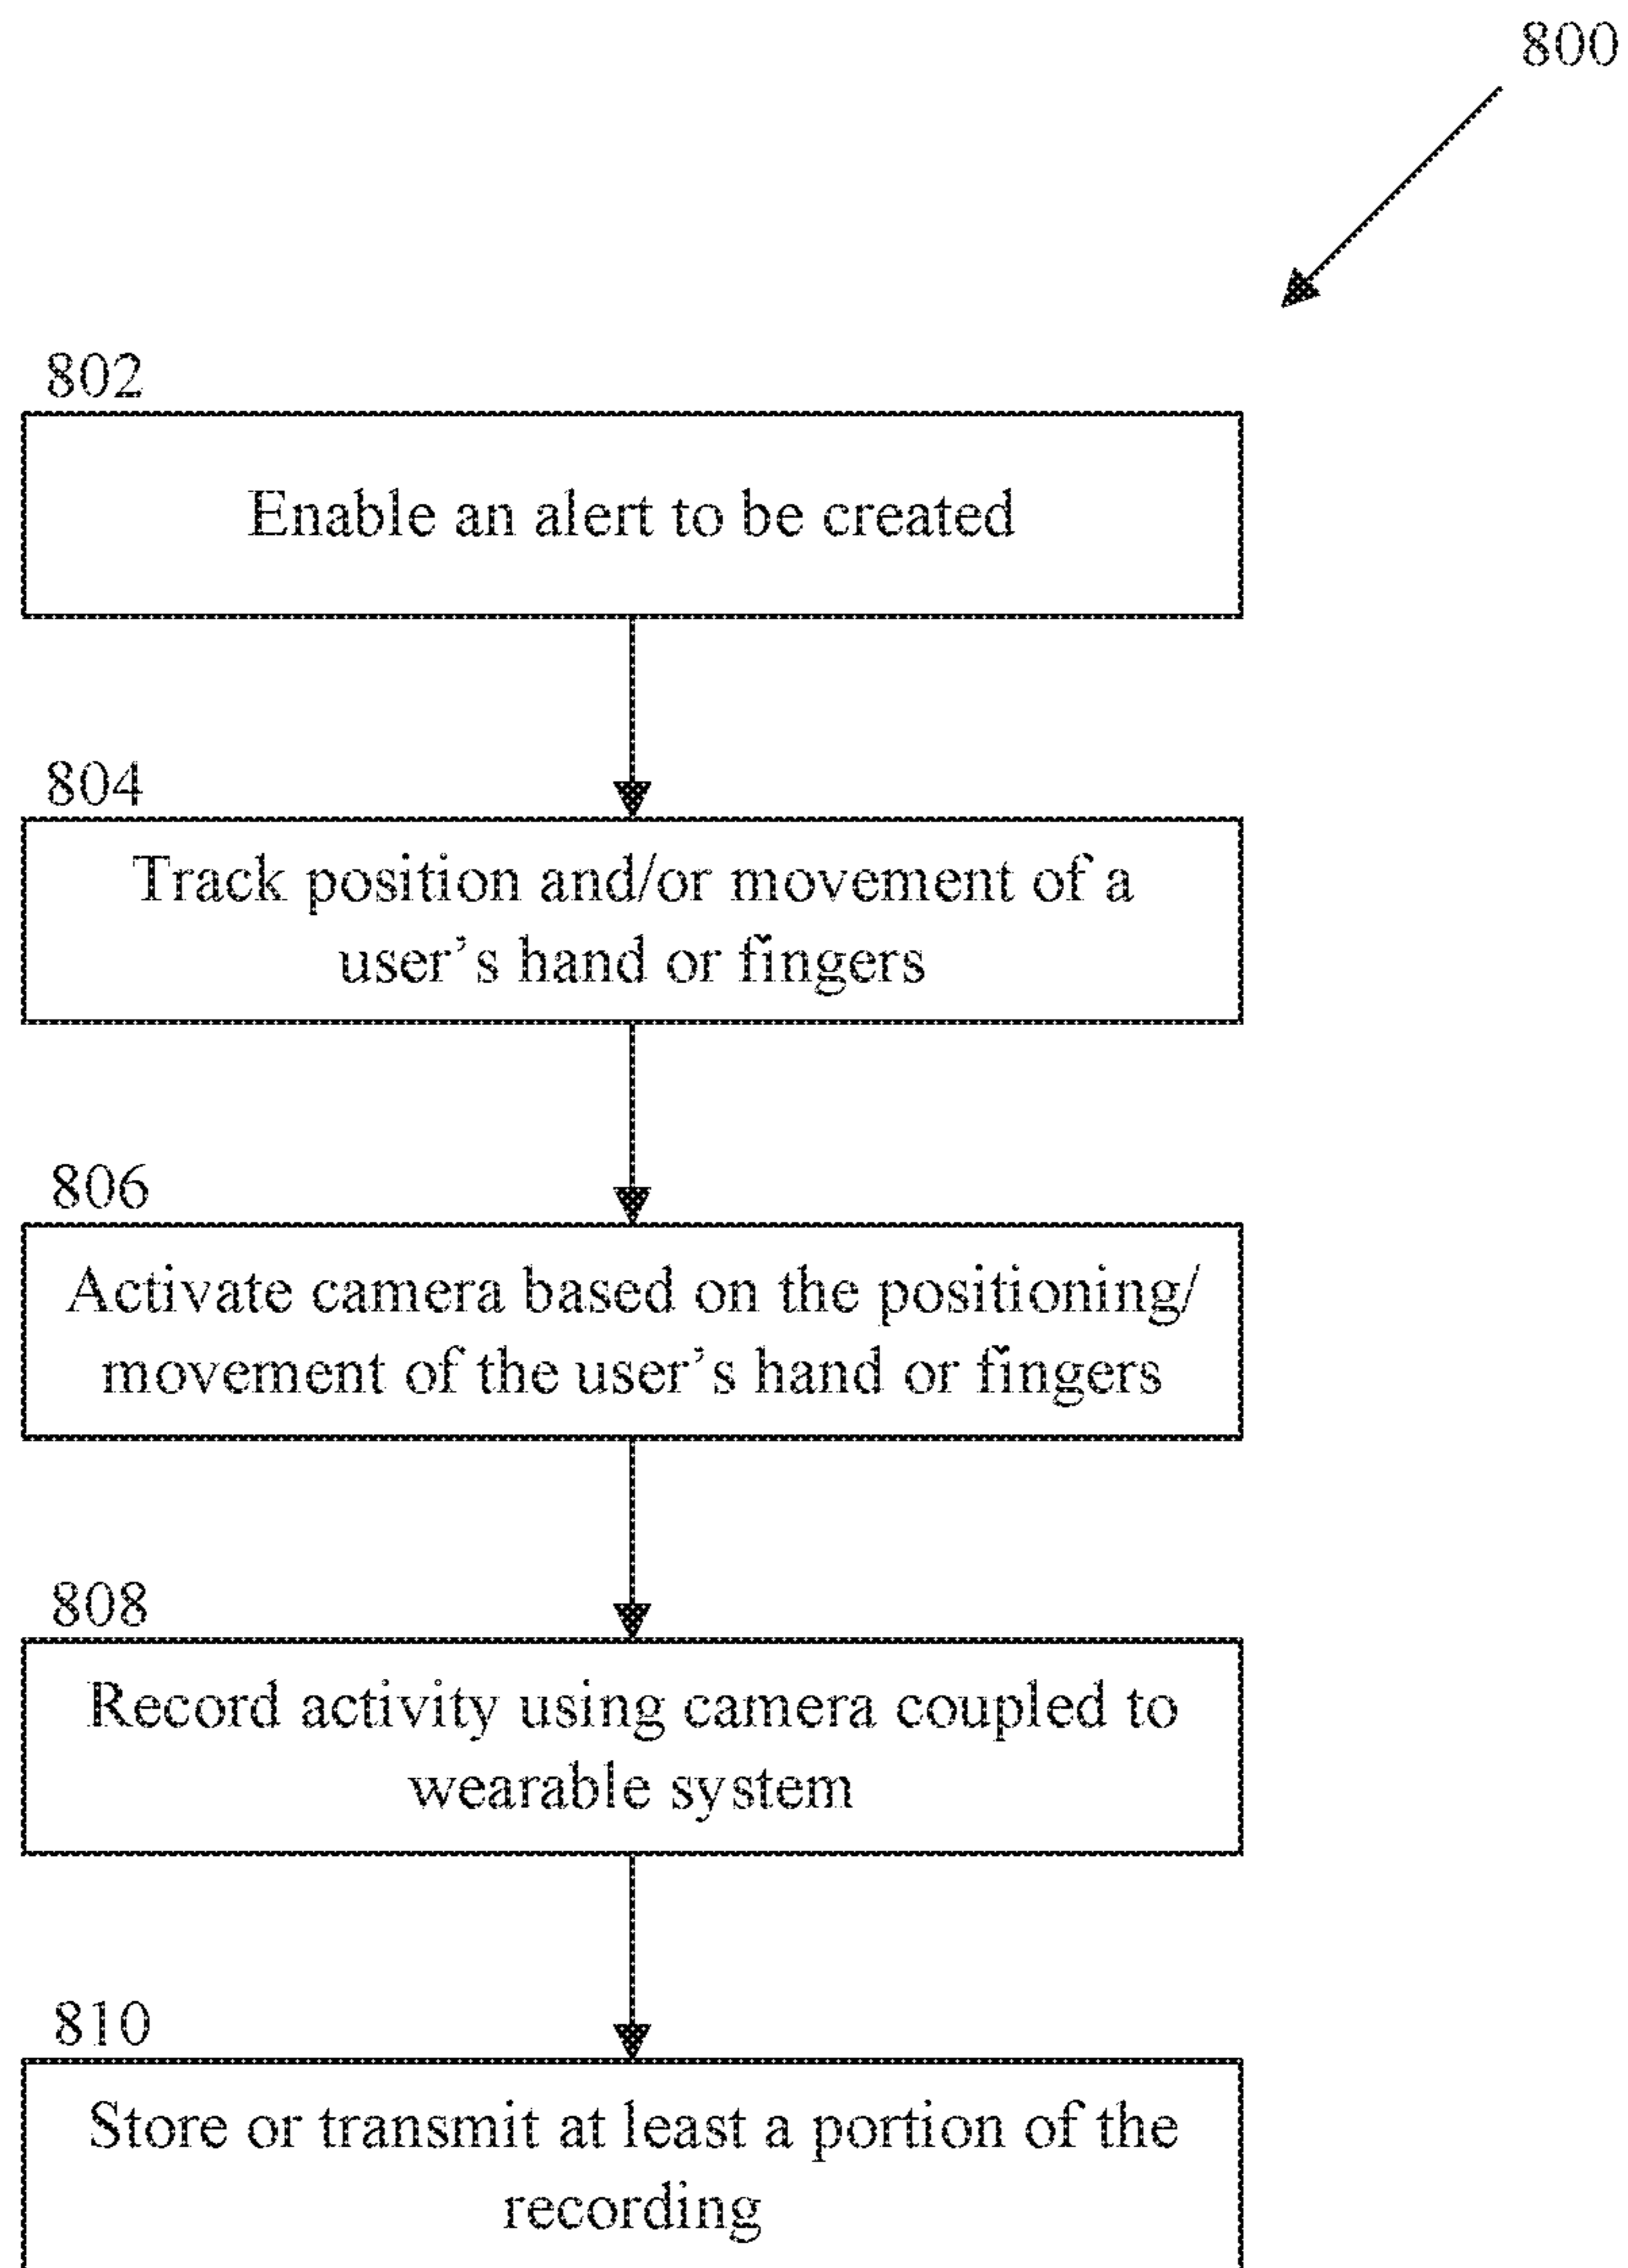 800
802
Enable an alert to be created
804
Track position and/or movement of a
user’s hand or fingers
806
Activate camera based on the positioning/
movement of the user’s hand or fingers
808
Record activity using camera coupled to
wearable system
810
Store or transmit at least a portion of the
recording